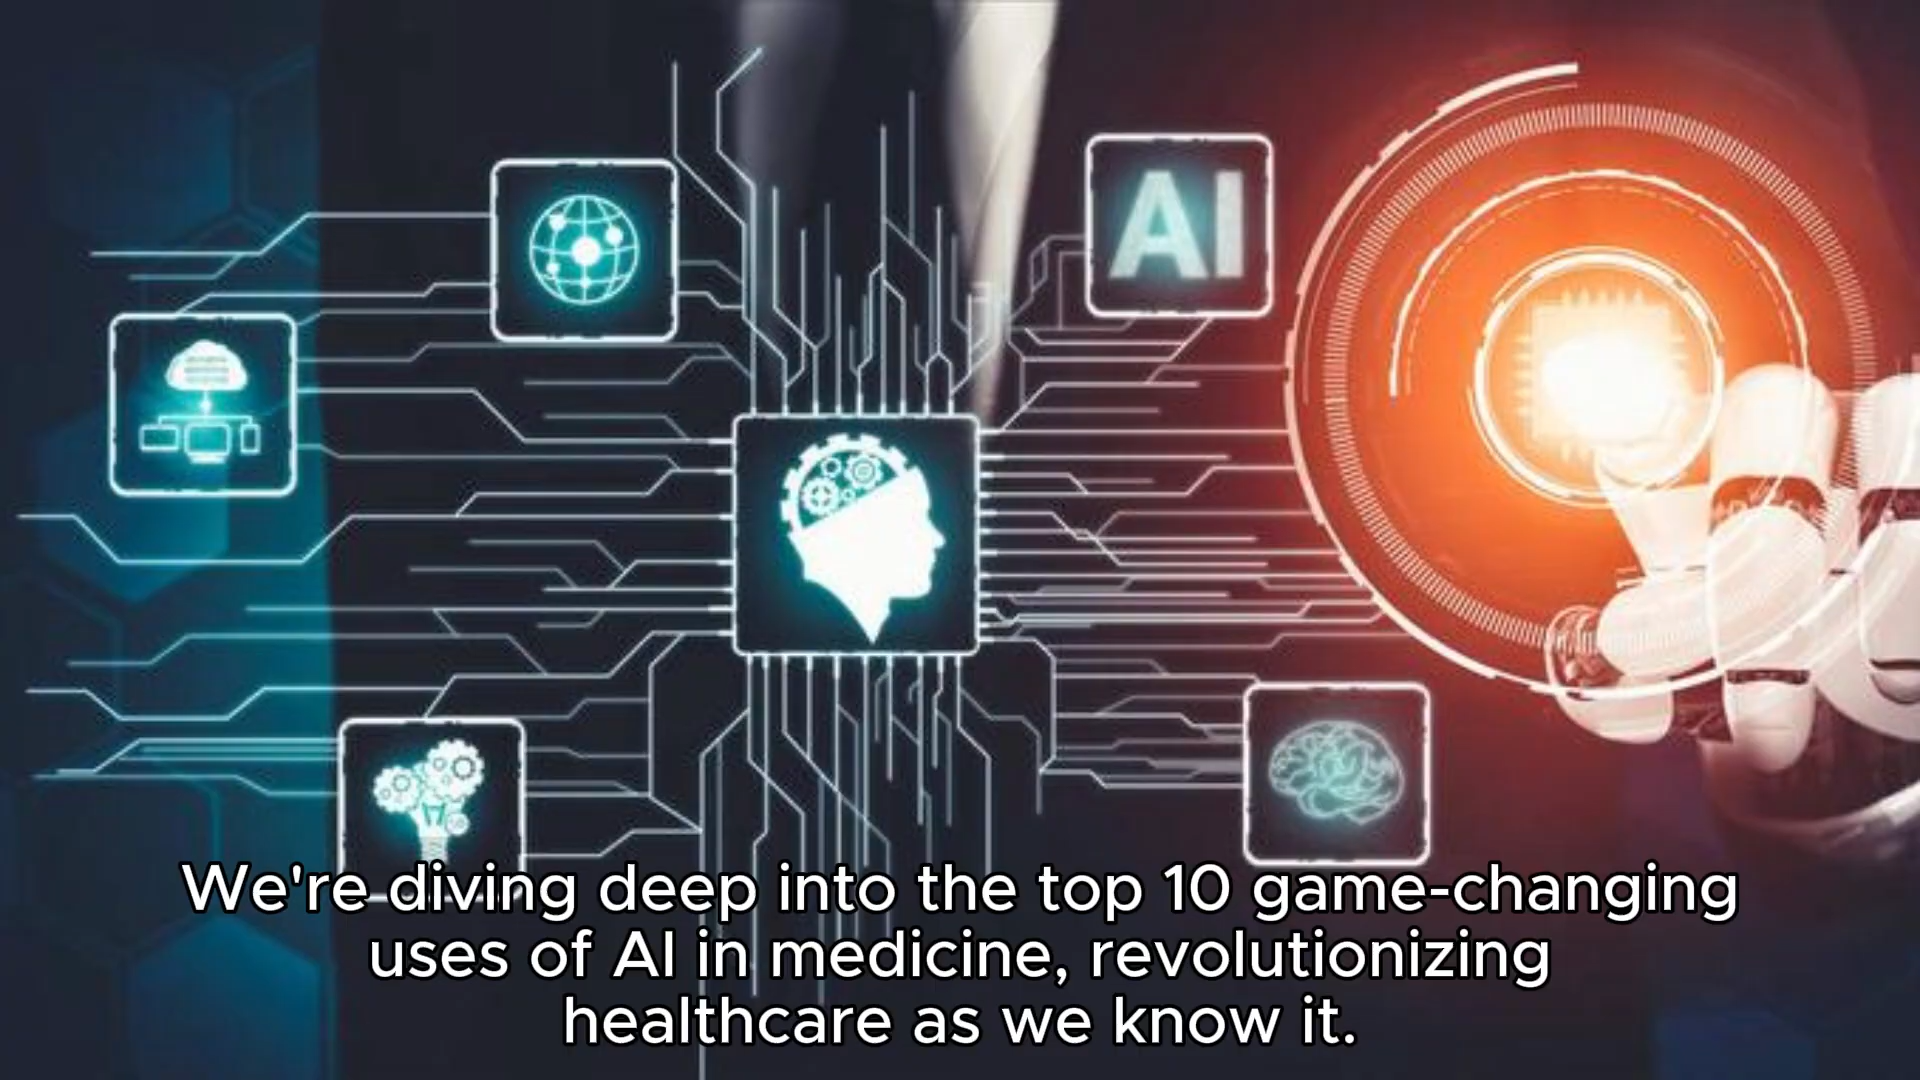 AI
We're diving deep into the top 10 game-changing
uses of AI in medicine, revolutionizing
healthcare as we know it.